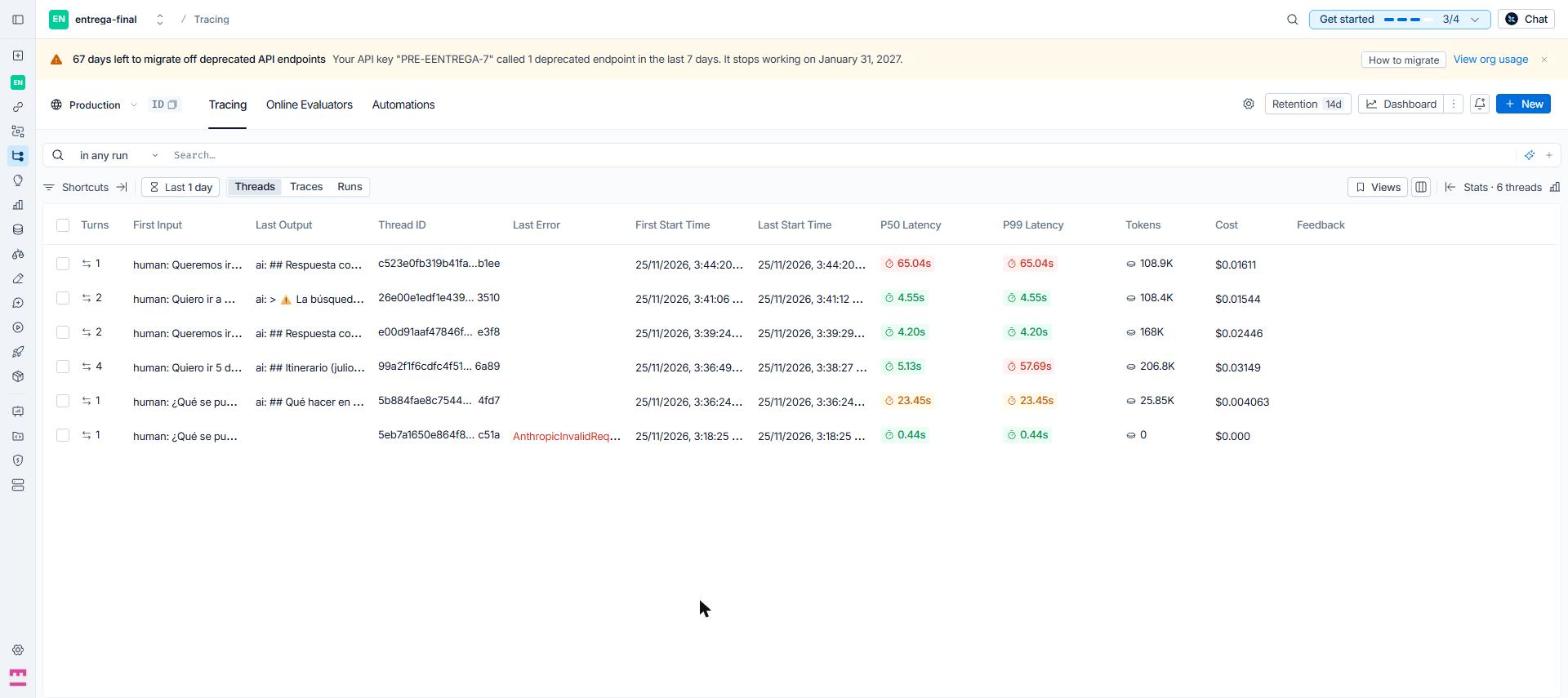 EN entrega-final / Tracing Get started 3/4 Chat
67 days left to migrate off deprecated API endpoints Your API key "PRE-EENTREGA-7" called 1 deprecated endpoint in the last 7 days. It stops working on January 31, 2027. How to migrate View org usage
EN
Production ID Tracing Online Evaluators Automations Retention 14d Dashboard New
in any run Search...
Shortcuts Last 1 day Threads Traces Runs Views Stats · 6 threads
Turns First Input Last Output Thread ID Last Error First Start Time Last Start Time P50 Latency P99 Latency Tokens Cost Feedback
1 human: Queremos ir... ai: ## Respuesta co... c523e0fb319b41fa...b1ee 25/11/2026, 3:44:20... 25/11/2026, 3:44:20... 65.04s 65.04s 108.9K $0.01611
2 human: Quiero ir a ... ai: > ⚠️ La búsqued... 26e00e1edf1e439... 3510 25/11/2026, 3:41:06 ... 25/11/2026, 3:41:12 ... 4.55s 4.55s 108.4K $0.01544
2 human: Queremos ir... ai: ## Respuesta co... e00d91aaf47846f... e3f8 25/11/2026, 3:39:24... 25/11/2026, 3:39:29... 4.20s 4.20s 168K $0.02446
4 human: Quiero ir 5 d... ai: ## Itinerario (julio... 99a2f1f6cdfc4f51... 6a89 25/11/2026, 3:36:49... 25/11/2026, 3:38:27 ... 5.13s 57.69s 206.8K $0.03149
1 human: ¿Qué se pu... ai: ## Qué hacer en ... 5b884fae8c7544... 4fd7 25/11/2026, 3:36:24... 25/11/2026, 3:36:24... 23.45s 23.45s 25.85K $0.004063
1 human: ¿Qué se pu... 5eb7a1650e864f8... c51a AnthropicInvalidReq... 25/11/2026, 3:18:25 ... 25/11/2026, 3:18:25 ... 0.44s 0.44s 0 $0.000